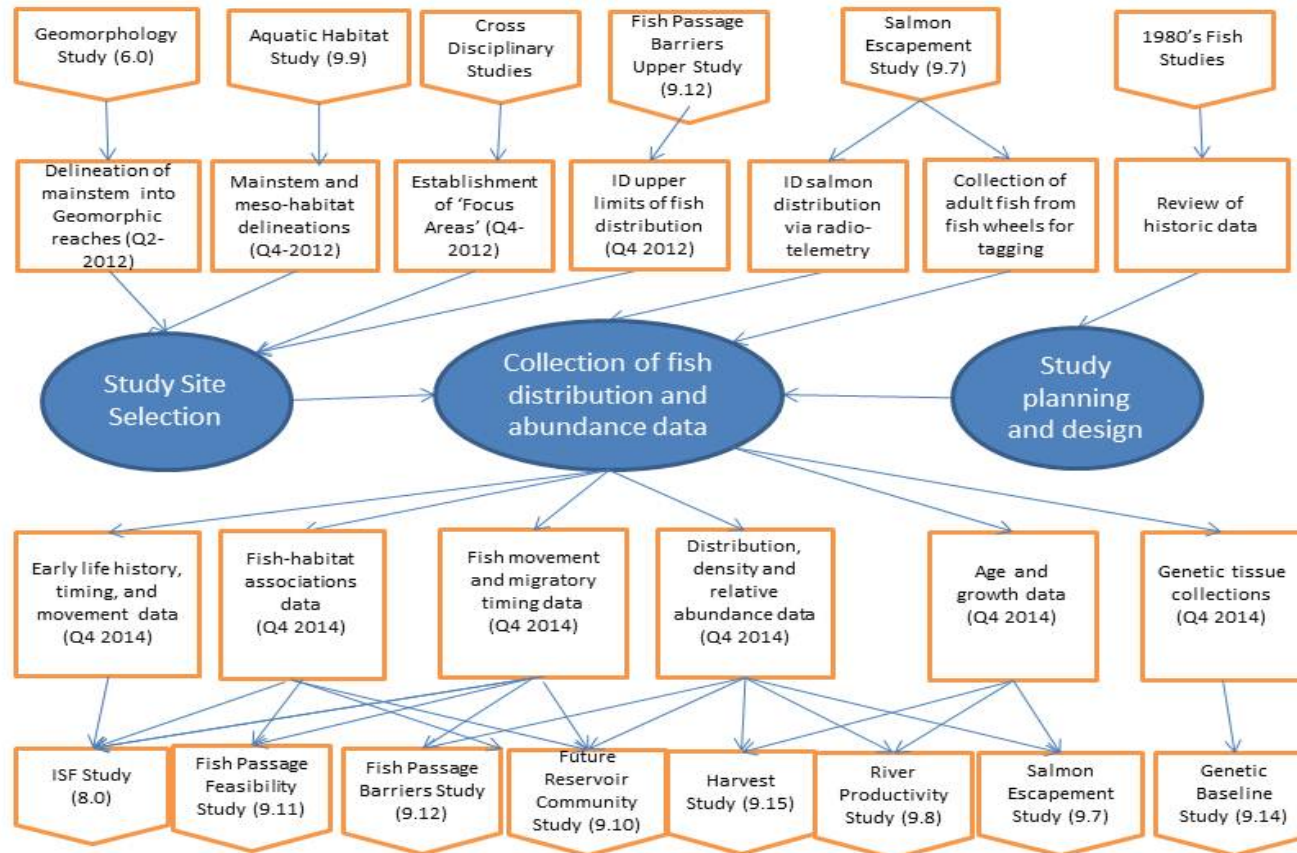 Geomorphology
Study (6.0)
Aquatic Habitat
Study (9.9)
Cross
Disciplinary
Studies
Fish Passage
Barriers
Upper Study
(9.12)
Salmon
Escapement
Study (9.7)
1980's Fish
Studies
Delineation of
mainstem into
Geomorphic
reaches (Q2-
2012)
Mainstem and
meso-habitat
delineations
(Q4-2012)
Establishment
of 'Focus
Areas' (Q4-
2012)
ID upper
limits of fish
distribution
(Q4 2012)
ID salmon
distribution
via radio-
telemetry
Collection of
adult fish from
fish wheels for
tagging
Review of
historic data
Study Site
Selection
Collection of fish
distribution and
abundance data
Study
planning
and design
Early life history,
timing, and
movement data
(Q4 2014)
Fish-habitat
associations
data
(Q4 2014)
Fish movement
and migratory
timing data
(Q4 2014)
Distribution,
density and
relative
abundance data
(Q4 2014)
Age and
growth data
(Q4 2014)
Genetic tissue
collections
(Q4 2014)
ISF Study
(8.0)
Fish Passage
Feasibility
Study (9.11)
Fish Passage
Barriers Study
(9.12)
Future
Reservoir
Community
Study (9.10)
Harvest
Study (9.15)
River
Productivity
Study (9.8)
Salmon
Escapement
Study (9.7)
Genetic
Baseline
Study (9.14)